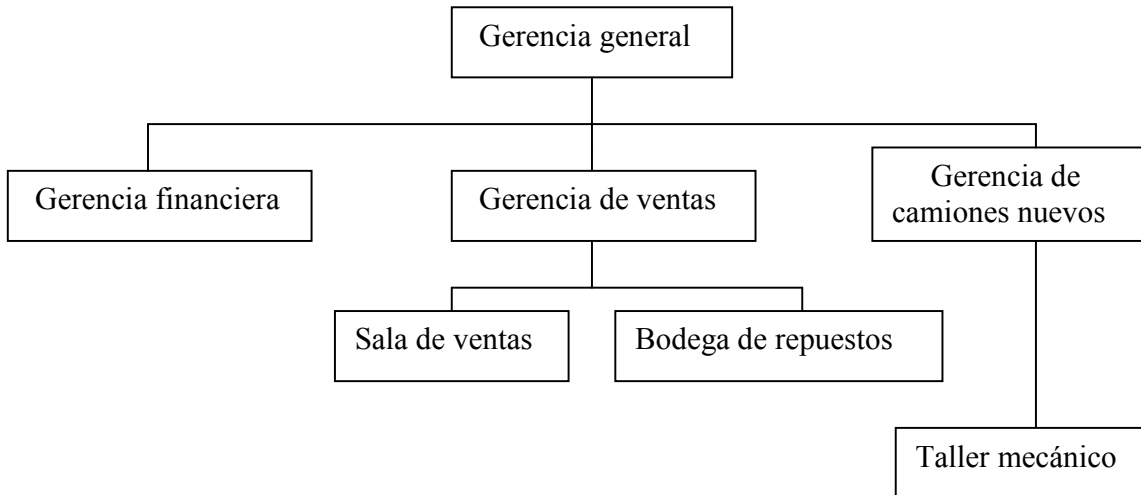 Gerencia general
Gerencia financiera
Gerencia de ventas
Gerencia de
camiones nuevos
Sala de ventas
Bodega de repuestos
Taller mecánico